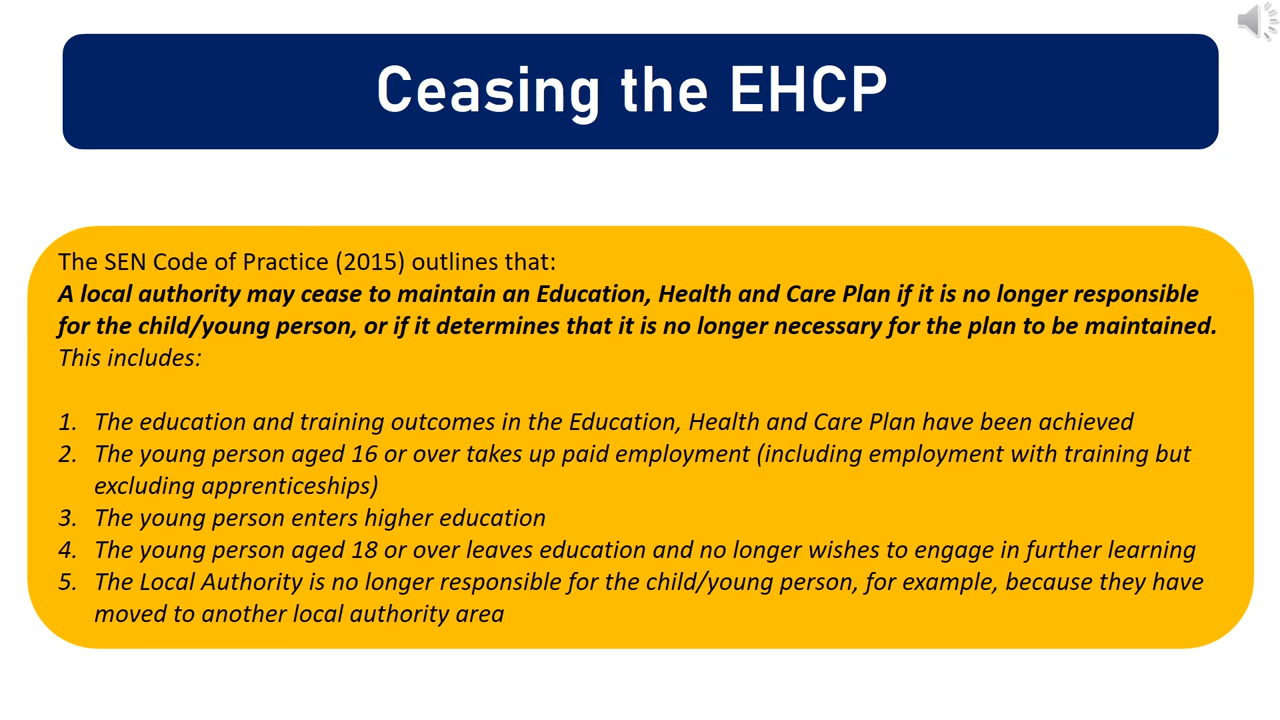 Ceasing the EHCP
The SEN Code of Practice (2015) outlines that:
A local authority may cease to maintain an Education, Health and Care Plan if it is no longer responsible
for the child/young person, or if it determines that it is no longer necessary for the plan to be maintained.
This includes:
1. The education and training outcomes in the Education, Health and Care Plan have been achieved
2. The young person aged 16 or over takes up paid employment (including employment with training but
excluding apprenticeships)
3. The young person enters higher education
4. The young person aged 18 or over leaves education and no longer wishes to engage in further learning
5. The Local Authority is no longer responsible for the child/young person, for example, because they have
moved to another local authority area